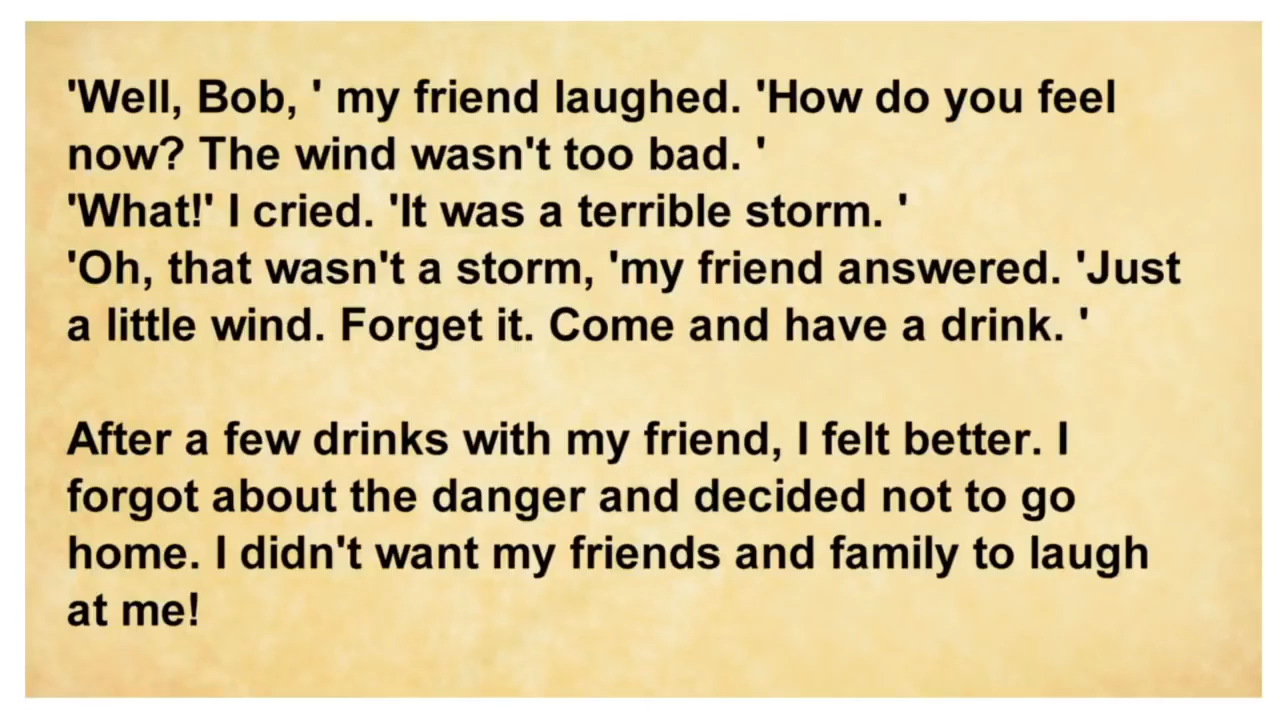 'Well, Bob, ' my friend laughed. 'How do you feel
now? The wind wasn't too bad. '
'What!' I cried. 'It was a terrible storm. '
'Oh, that wasn't a storm, 'my friend answered. 'Just
a little wind. Forget it. Come and have a drink. '
After a few drinks with my friend, I felt better. I
forgot about the danger and decided not to go
home. I didn't want my friends and family to laugh
at me!